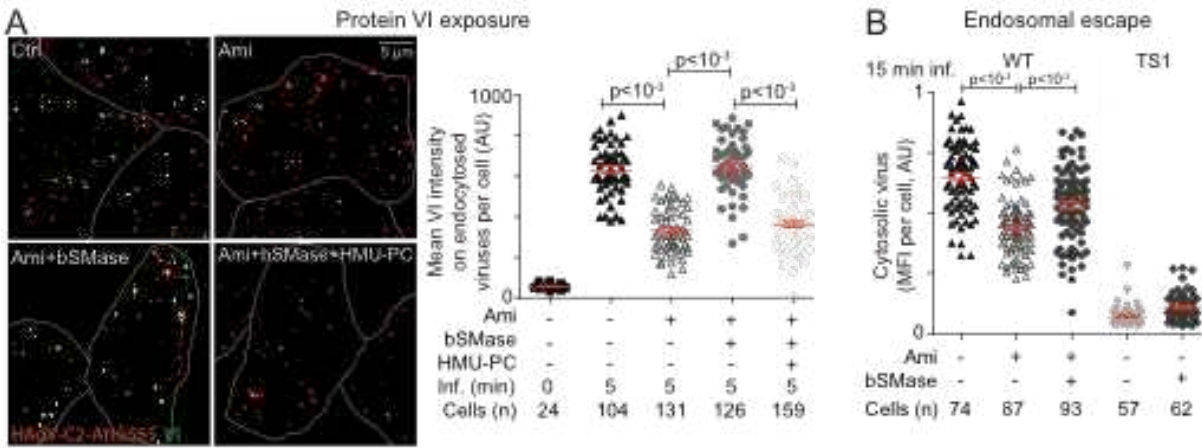 A
Protein VI exposure
Ctrl
Ami
5 µm
Ami+bSMase
Ami+bSMase+HMU-PC
VI
Mean VI intensity
on endocytosed
viruses per cell (AU)
1000
0
p<10⁻³
p<10⁻³
p<10⁻³
Ami - - + + +
bSMase - - - + +
HMU-PC - - - - +
Inf. (min) 0 5 5 5 5
Cells (n) 24 104 131 126 159
B
Endosomal escape
15 min inf.
WT
TS1
p<10⁻³
p<10⁻³
Cytosolic virus
(MFI per cell, AU)
1
0
Ami - + + - +
bSMase - - + - +
Cells (n) 74 87 93 57 62